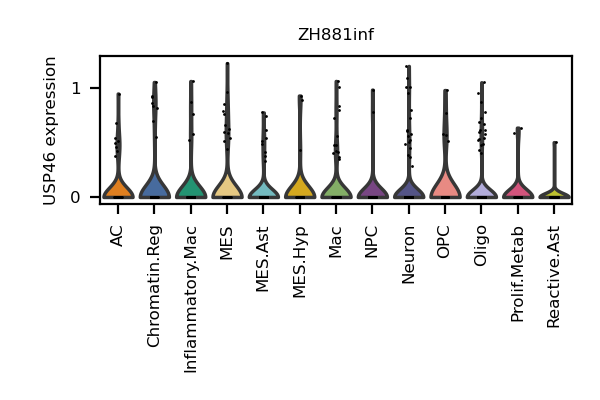 ZH881inf
USP46 expression
1
0
AC
Chromatin.Reg
Inflammatory.Mac
MES
MES.Ast
MES.Hyp
Mac
NPC
Neuron
OPC
Oligo
Prolif.Metab
Reactive.Ast